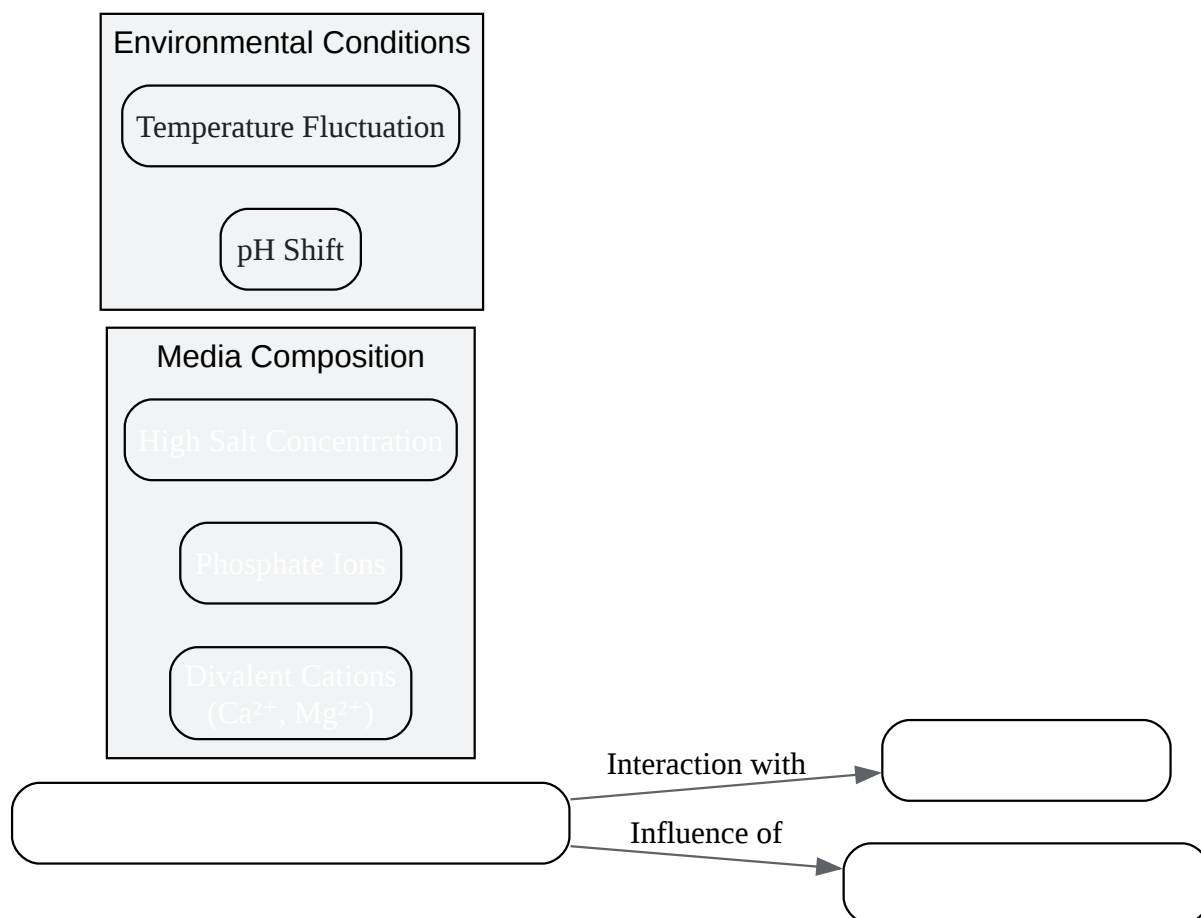 Environmental Conditions
Temperature Fluctuation
pH Shift
Media Composition
High Salt Concentration
Phosphate Ions
Divalent Cations
(Ca²⁺, Mg²⁺)
Interaction with
Influence of